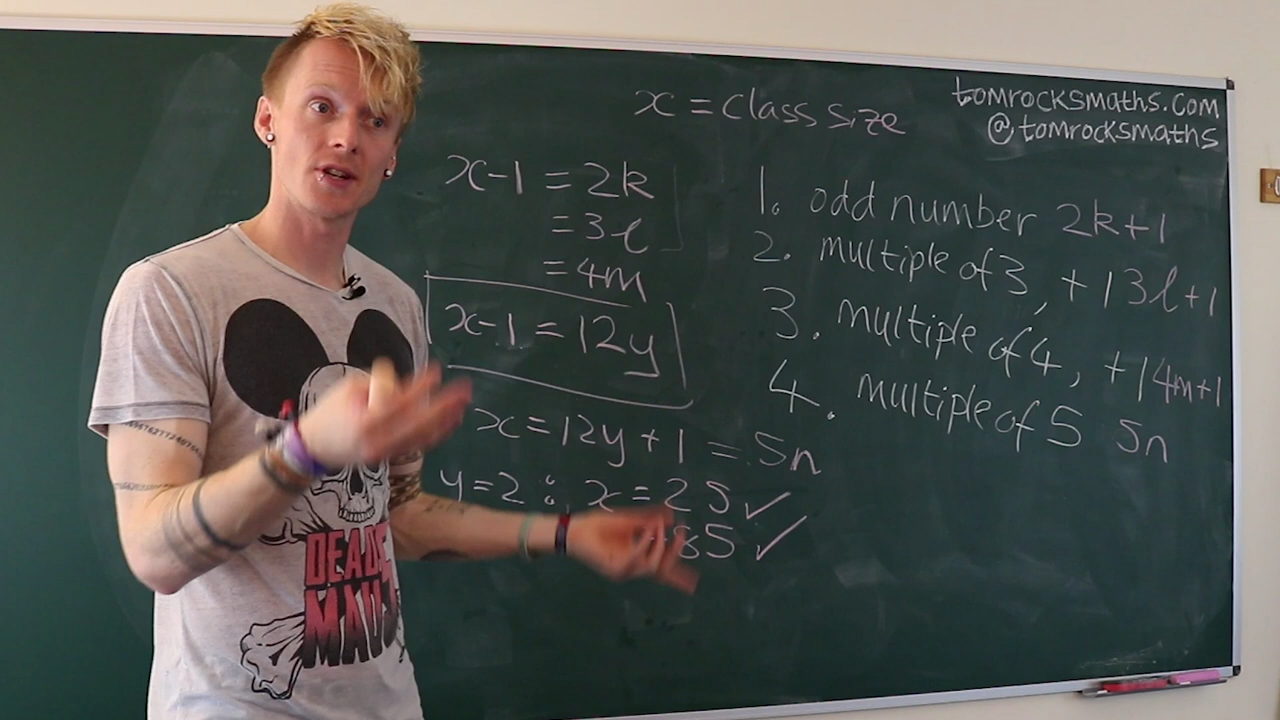 x = class size
tomrocksmaths.com
@tomrocksmaths
x-1 = 2k
= 3l
= 4m
x-1 = 12y
x = 12y + 1 = 5n
y = 2 : x = 25 ✓
85 ✓
1. odd number 2k+1
2. multiple of 3, +1 3l+1
3. multiple of 4, +1 4m+1
4. multiple of 5 5n
DEAD
MAU5